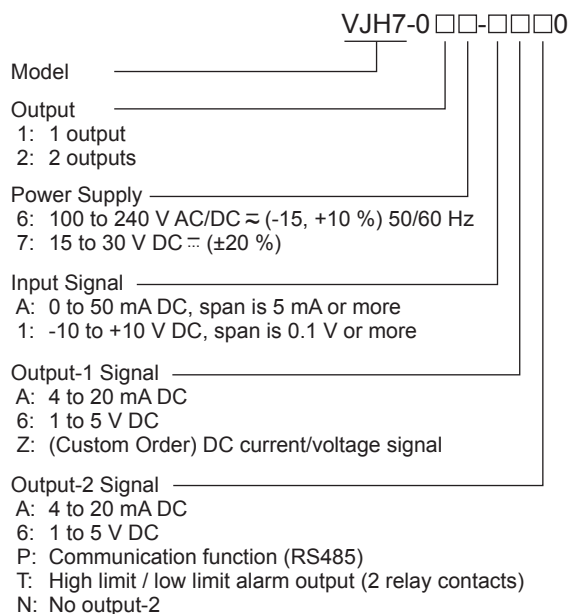 VJH7-0□□-□□□0
Model
Output
1: 1 output
2: 2 outputs
Power Supply
6: 100 to 240 V AC/DC ≂ (-15, +10 %) 50/60 Hz
7: 15 to 30 V DC ⎓ (±20 %)
Input Signal
A: 0 to 50 mA DC, span is 5 mA or more
1: -10 to +10 V DC, span is 0.1 V or more
Output-1 Signal
A: 4 to 20 mA DC
6: 1 to 5 V DC
Z: (Custom Order) DC current/voltage signal
Output-2 Signal
A: 4 to 20 mA DC
6: 1 to 5 V DC
P: Communication function (RS485)
T: High limit / low limit alarm output (2 relay contacts)
N: No output-2